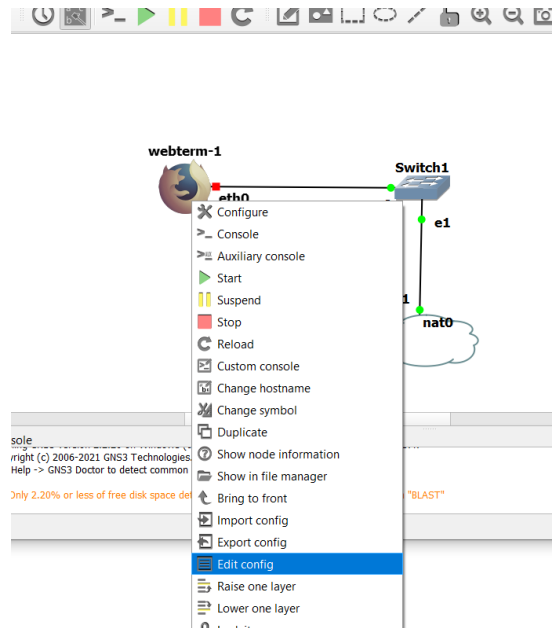 webterm-1
Switch1
eth0
e1
1
nat0
Configure
Console
Auxiliary console
Start
Suspend
Stop
Reload
Custom console
Change hostname
Change symbol
Duplicate
Show node information
Show in file manager
Bring to front
Import config
Export config
Edit config
Raise one layer
Lower one layer
sole
right (c) 2006-2021 GNS3 Technologies.
Help -> GNS3 Doctor to detect common
Only 2.20% or less of free disk space det
"BLAST"